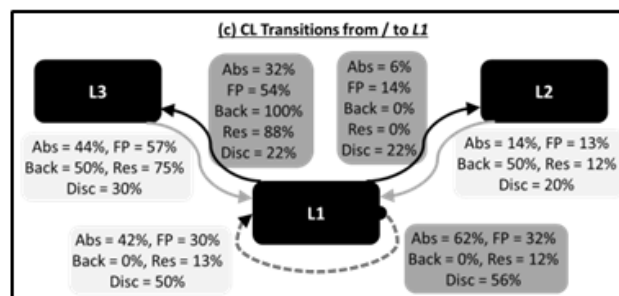 (c) CL Transitions from / to L1
L3
Abs = 32%
FP = 54%
Back = 100%
Res = 88%
Disc = 22%
Abs = 6%
FP = 14%
Back = 0%
Res = 0%
Disc = 22%
L2
Abs = 44%, FP = 57%
Back = 50%, Res = 75%
Disc = 30%
Abs = 14%, FP = 13%
Back = 50%, Res = 12%
Disc = 20%
L1
Abs = 42%, FP = 30%
Back = 0%, Res = 13%
Disc = 50%
Abs = 62%, FP = 32%
Back = 0%, Res = 12%
Disc = 56%